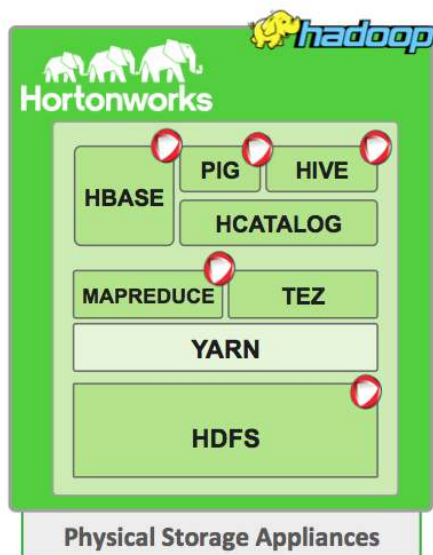 hadoop
Hortonworks
PIG
HIVE
HBASE
HCATALOG
MAPREDUCE
TEZ
YARN
HDFS
Physical Storage Appliances